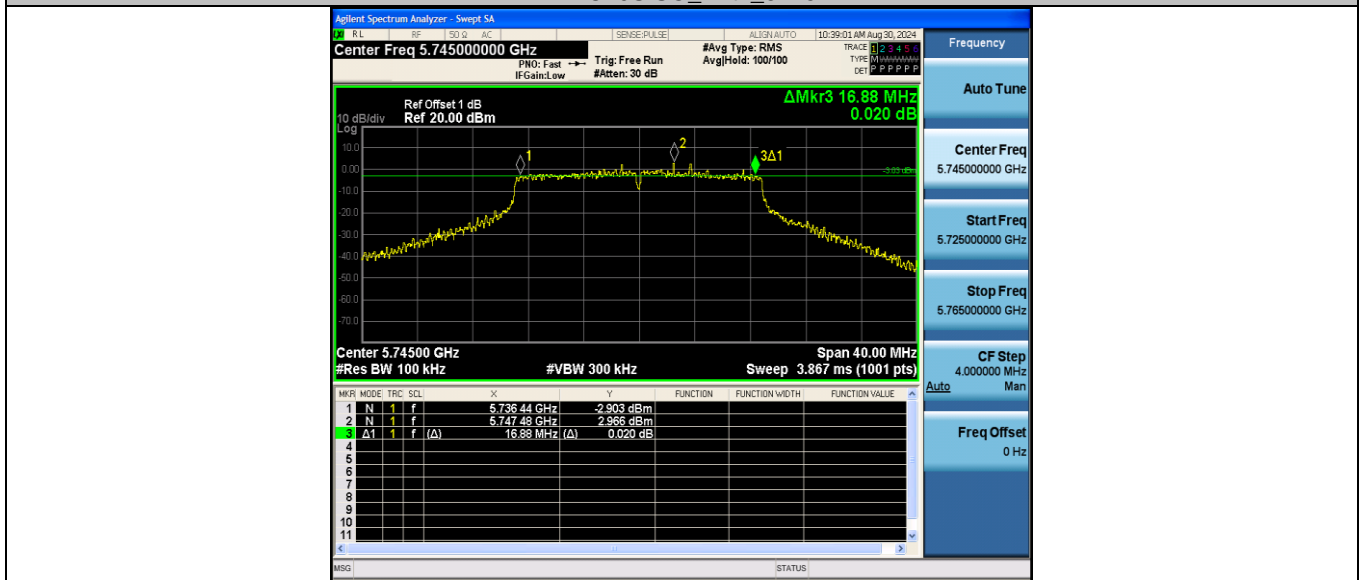 Agilent Spectrum Analyzer - Swept SA
RL RF 50 Ω AC SENSE:PULSE ALIGN AUTO 10:39:01 AM Aug 30, 2024
Center Freq 5.745000000 GHz
PNO: Fast Trig: Free Run #Avg Type: RMS TRACE 1 2 3 4 5 6
IFGain:Low #Atten: 30 dB Avg|Hold: 100/100 TYPE M
DET P P P P P P
ΔMkr3 16.88 MHz
0.020 dB
Ref Offset 1 dB
10 dB/div Ref 20.00 dBm
Log
10.0
0.00
-10.0
-20.0
-30.0
-40.0
-50.0
-60.0
-70.0
1
2
3Δ1
-3.03 dBm
Center 5.74500 GHz Span 40.00 MHz
#Res BW 100 kHz #VBW 300 kHz Sweep 3.867 ms (1001 pts)
MKR MODE TRC SCL X Y FUNCTION FUNCTION WIDTH FUNCTION VALUE
1 N 1 f 5.736 44 GHz -2.903 dBm
2 N 1 f 5.747 48 GHz 2.966 dBm
3 Δ1 1 f (Δ) 16.88 MHz (Δ) 0.020 dB
4
5
6
7
8
9
10
11
MSG STATUS
Frequency
Auto Tune
Center Freq
5.745000000 GHz
Start Freq
5.725000000 GHz
Stop Freq
5.765000000 GHz
CF Step
4.000000 MHz
Auto Man
Freq Offset
0 Hz